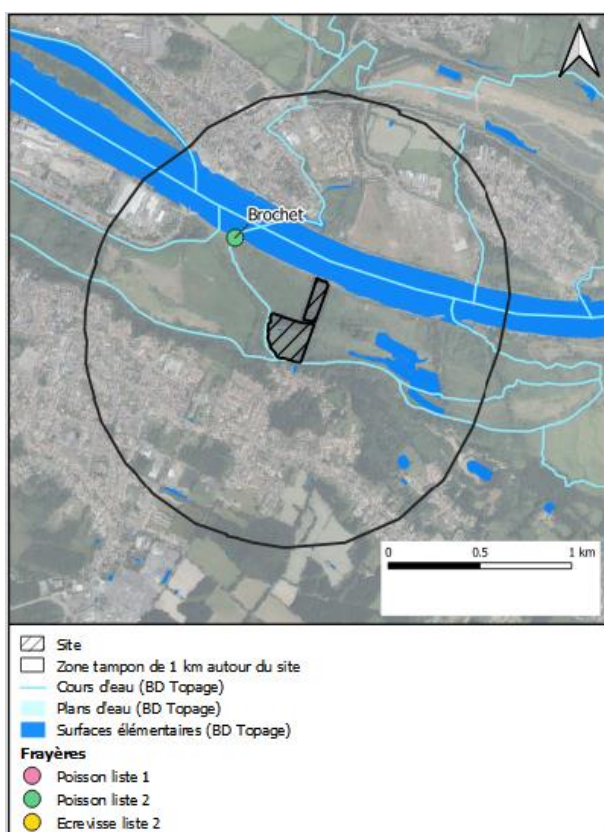 Brochet
0 0.5 1 km
Site
Zone tampon de 1 km autour du site
Cours d'eau (BD Topage)
Plans d'eau (BD Topage)
Surfaces élémentaires (BD Topage)
Frayères
Poisson liste 1
Poisson liste 2
Ecrevisse liste 2